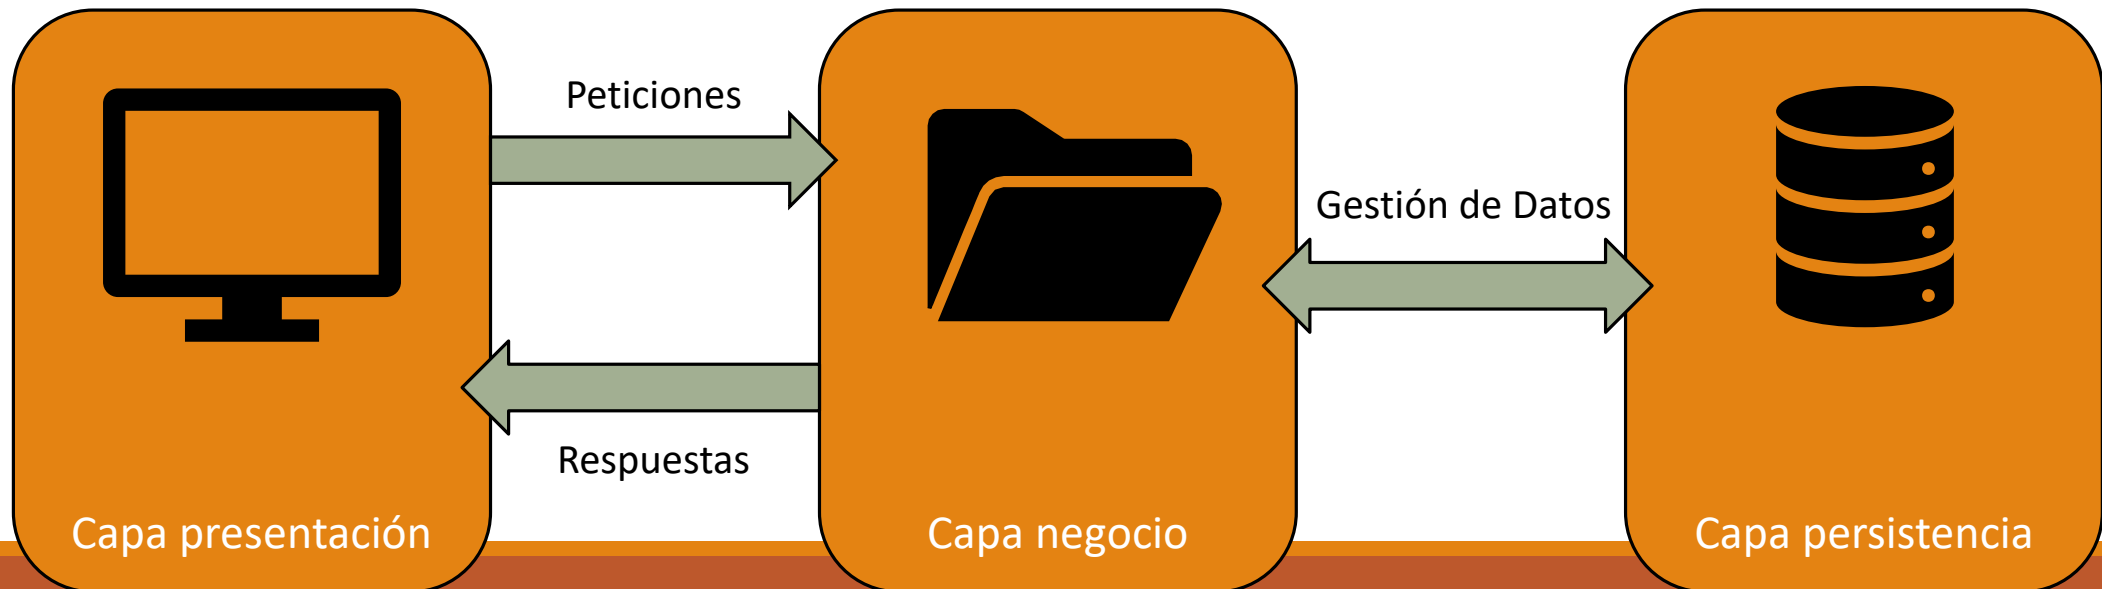 Peticiones
Gestión de Datos
Respuestas
Capa presentación
Capa negocio
Capa persistencia